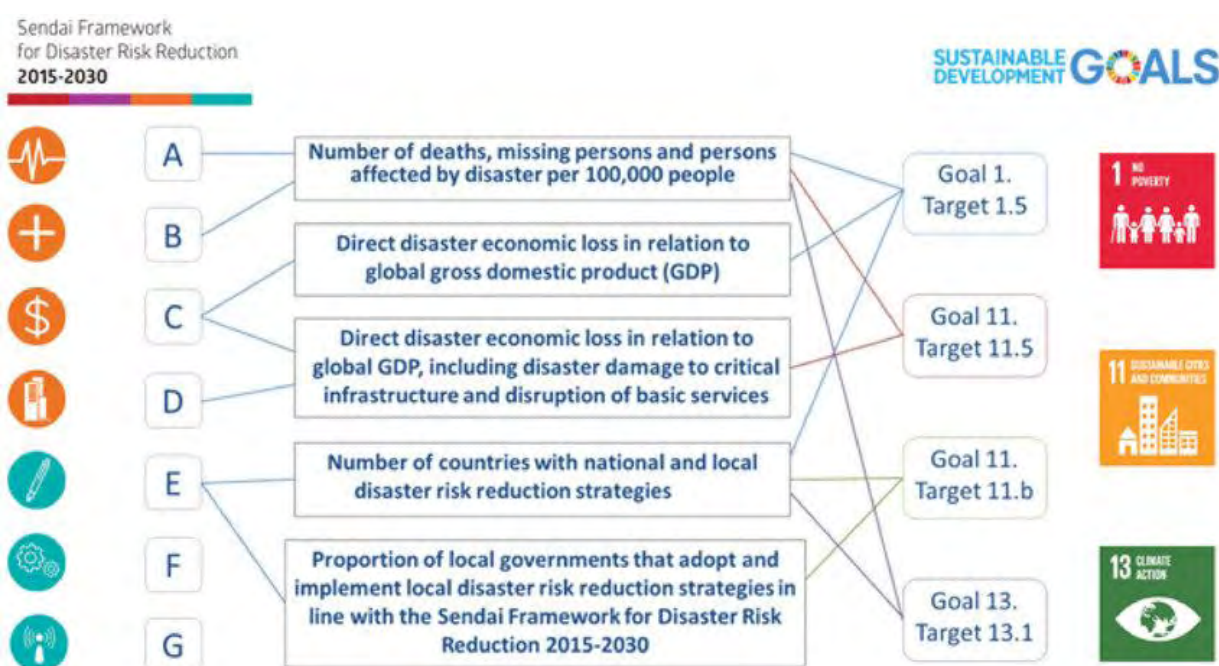 Sendai Framework
for Disaster Risk Reduction
2015-2030
SUSTAINABLE
DEVELOPMENT
GOALS
A
B
C
D
E
F
G
Number of deaths, missing persons and persons
affected by disaster per 100,000 people
Direct disaster economic loss in relation to
global gross domestic product (GDP)
Direct disaster economic loss in relation to
global GDP, including disaster damage to critical
infrastructure and disruption of basic services
Number of countries with national and local
disaster risk reduction strategies
Proportion of local governments that adopt and
implement local disaster risk reduction strategies in
line with the Sendai Framework for Disaster Risk
Reduction 2015-2030
Goal 1.
Target 1.5
Goal 11.
Target 11.5
Goal 11.
Target 11.b
Goal 13.
Target 13.1
1 NO
POVERTY
11 SUSTAINABLE CITIES
AND COMMUNITIES
13 CLIMATE
ACTION
$